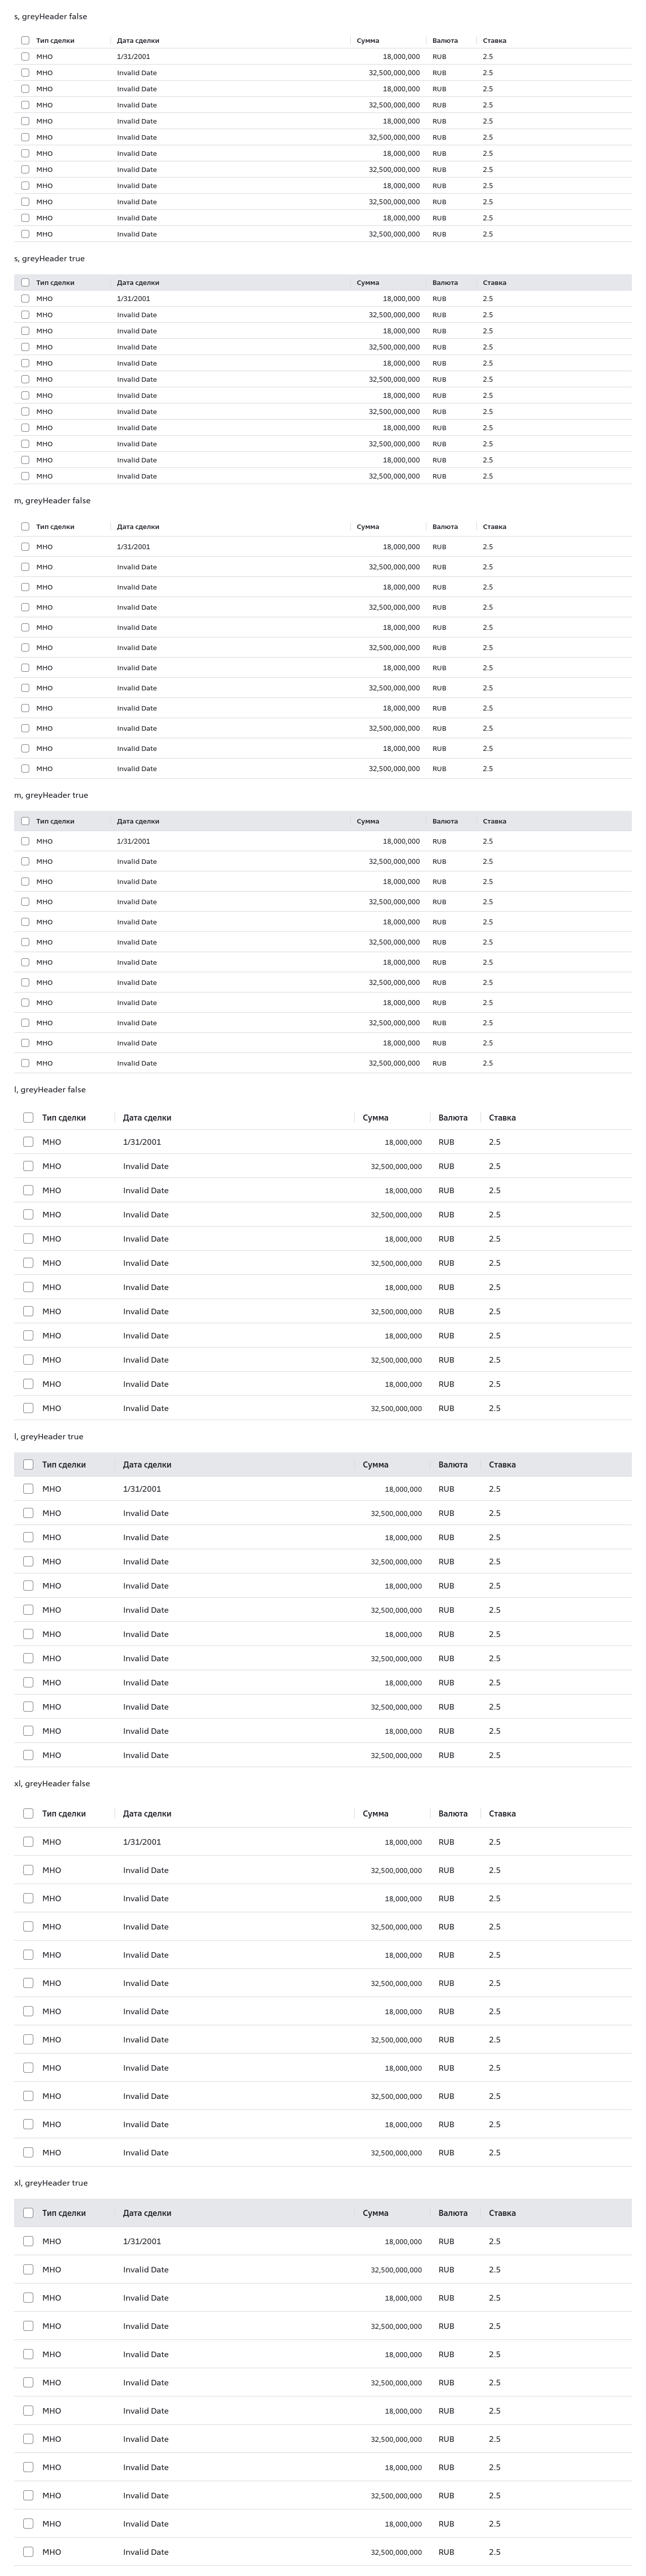 s, greyHeader false
Тип сделки Дата сделки Сумма Валюта Ставка
МНО 1/31/2001 18,000,000 RUB 2.5
МНО Invalid Date 32,500,000,000 RUB 2.5
МНО Invalid Date 18,000,000 RUB 2.5
МНО Invalid Date 32,500,000,000 RUB 2.5
МНО Invalid Date 18,000,000 RUB 2.5
МНО Invalid Date 32,500,000,000 RUB 2.5
МНО Invalid Date 18,000,000 RUB 2.5
МНО Invalid Date 32,500,000,000 RUB 2.5
МНО Invalid Date 18,000,000 RUB 2.5
МНО Invalid Date 32,500,000,000 RUB 2.5
МНО Invalid Date 18,000,000 RUB 2.5
МНО Invalid Date 32,500,000,000 RUB 2.5
s, greyHeader true
Тип сделки Дата сделки Сумма Валюта Ставка
МНО 1/31/2001 18,000,000 RUB 2.5
МНО Invalid Date 32,500,000,000 RUB 2.5
МНО Invalid Date 18,000,000 RUB 2.5
МНО Invalid Date 32,500,000,000 RUB 2.5
МНО Invalid Date 18,000,000 RUB 2.5
МНО Invalid Date 32,500,000,000 RUB 2.5
МНО Invalid Date 18,000,000 RUB 2.5
МНО Invalid Date 32,500,000,000 RUB 2.5
МНО Invalid Date 18,000,000 RUB 2.5
МНО Invalid Date 32,500,000,000 RUB 2.5
МНО Invalid Date 18,000,000 RUB 2.5
МНО Invalid Date 32,500,000,000 RUB 2.5
m, greyHeader false
Тип сделки Дата сделки Сумма Валюта Ставка
МНО 1/31/2001 18,000,000 RUB 2.5
МНО Invalid Date 32,500,000,000 RUB 2.5
МНО Invalid Date 18,000,000 RUB 2.5
МНО Invalid Date 32,500,000,000 RUB 2.5
МНО Invalid Date 18,000,000 RUB 2.5
МНО Invalid Date 32,500,000,000 RUB 2.5
МНО Invalid Date 18,000,000 RUB 2.5
МНО Invalid Date 32,500,000,000 RUB 2.5
МНО Invalid Date 18,000,000 RUB 2.5
МНО Invalid Date 32,500,000,000 RUB 2.5
МНО Invalid Date 18,000,000 RUB 2.5
МНО Invalid Date 32,500,000,000 RUB 2.5
m, greyHeader true
Тип сделки Дата сделки Сумма Валюта Ставка
МНО 1/31/2001 18,000,000 RUB 2.5
МНО Invalid Date 32,500,000,000 RUB 2.5
МНО Invalid Date 18,000,000 RUB 2.5
МНО Invalid Date 32,500,000,000 RUB 2.5
МНО Invalid Date 18,000,000 RUB 2.5
МНО Invalid Date 32,500,000,000 RUB 2.5
МНО Invalid Date 18,000,000 RUB 2.5
МНО Invalid Date 32,500,000,000 RUB 2.5
МНО Invalid Date 18,000,000 RUB 2.5
МНО Invalid Date 32,500,000,000 RUB 2.5
МНО Invalid Date 18,000,000 RUB 2.5
МНО Invalid Date 32,500,000,000 RUB 2.5
l, greyHeader false
Тип сделки Дата сделки Сумма Валюта Ставка
МНО 1/31/2001 18,000,000 RUB 2.5
МНО Invalid Date 32,500,000,000 RUB 2.5
МНО Invalid Date 18,000,000 RUB 2.5
МНО Invalid Date 32,500,000,000 RUB 2.5
МНО Invalid Date 18,000,000 RUB 2.5
МНО Invalid Date 32,500,000,000 RUB 2.5
МНО Invalid Date 18,000,000 RUB 2.5
МНО Invalid Date 32,500,000,000 RUB 2.5
МНО Invalid Date 18,000,000 RUB 2.5
МНО Invalid Date 32,500,000,000 RUB 2.5
МНО Invalid Date 18,000,000 RUB 2.5
МНО Invalid Date 32,500,000,000 RUB 2.5
l, greyHeader true
Тип сделки Дата сделки Сумма Валюта Ставка
МНО 1/31/2001 18,000,000 RUB 2.5
МНО Invalid Date 32,500,000,000 RUB 2.5
МНО Invalid Date 18,000,000 RUB 2.5
МНО Invalid Date 32,500,000,000 RUB 2.5
МНО Invalid Date 18,000,000 RUB 2.5
МНО Invalid Date 32,500,000,000 RUB 2.5
МНО Invalid Date 18,000,000 RUB 2.5
МНО Invalid Date 32,500,000,000 RUB 2.5
МНО Invalid Date 18,000,000 RUB 2.5
МНО Invalid Date 32,500,000,000 RUB 2.5
МНО Invalid Date 18,000,000 RUB 2.5
МНО Invalid Date 32,500,000,000 RUB 2.5
xl, greyHeader false
Тип сделки Дата сделки Сумма Валюта Ставка
МНО 1/31/2001 18,000,000 RUB 2.5
МНО Invalid Date 32,500,000,000 RUB 2.5
МНО Invalid Date 18,000,000 RUB 2.5
МНО Invalid Date 32,500,000,000 RUB 2.5
МНО Invalid Date 18,000,000 RUB 2.5
МНО Invalid Date 32,500,000,000 RUB 2.5
МНО Invalid Date 18,000,000 RUB 2.5
МНО Invalid Date 32,500,000,000 RUB 2.5
МНО Invalid Date 18,000,000 RUB 2.5
МНО Invalid Date 32,500,000,000 RUB 2.5
МНО Invalid Date 18,000,000 RUB 2.5
МНО Invalid Date 32,500,000,000 RUB 2.5
xl, greyHeader true
Тип сделки Дата сделки Сумма Валюта Ставка
МНО 1/31/2001 18,000,000 RUB 2.5
МНО Invalid Date 32,500,000,000 RUB 2.5
МНО Invalid Date 18,000,000 RUB 2.5
МНО Invalid Date 32,500,000,000 RUB 2.5
МНО Invalid Date 18,000,000 RUB 2.5
МНО Invalid Date 32,500,000,000 RUB 2.5
МНО Invalid Date 18,000,000 RUB 2.5
МНО Invalid Date 32,500,000,000 RUB 2.5
МНО Invalid Date 18,000,000 RUB 2.5
МНО Invalid Date 32,500,000,000 RUB 2.5
МНО Invalid Date 18,000,000 RUB 2.5
МНО Invalid Date 32,500,000,000 RUB 2.5